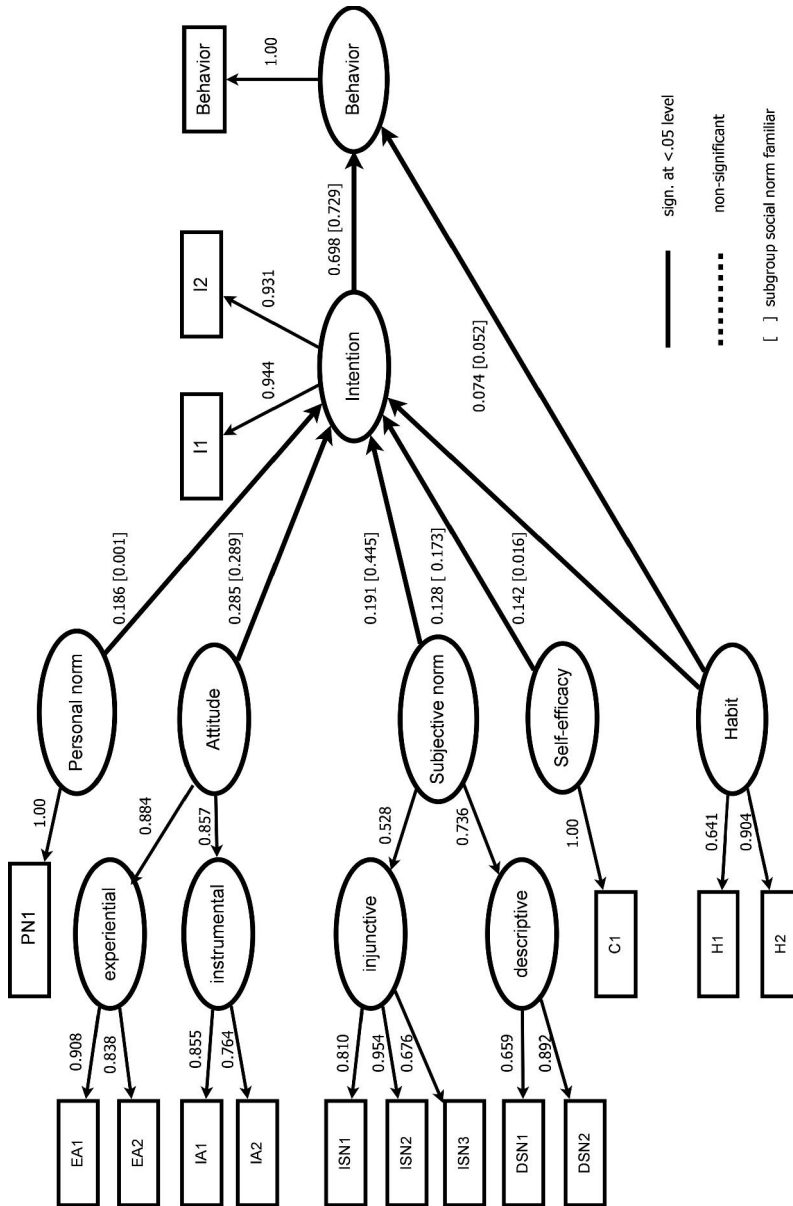 PN1
1.00
Personal norm
0.186 [0.001]
EA1
0.908
EA2
0.838
experiential
0.884
Attitude
0.285 [0.289]
IA1
0.855
IA2
0.764
instrumental
0.857
I1
0.944
I2
0.931
Intention
0.698 [0.729]
Behavior
1.00
Behavior
ISN1
0.810
ISN2
0.954
ISN3
0.676
injunctive
0.528
Subjective norm
0.191 [0.445]
DSN1
0.659
DSN2
0.892
descriptive
0.736
0.128 [ 0.173]
C1
1.00
Self-efficacy
0.142 [0.016]
H1
0.641
H2
0.904
Habit
0.074 [0.052]
sign. at <.05 level
non-significant
[ ] subgroup social norm familiar